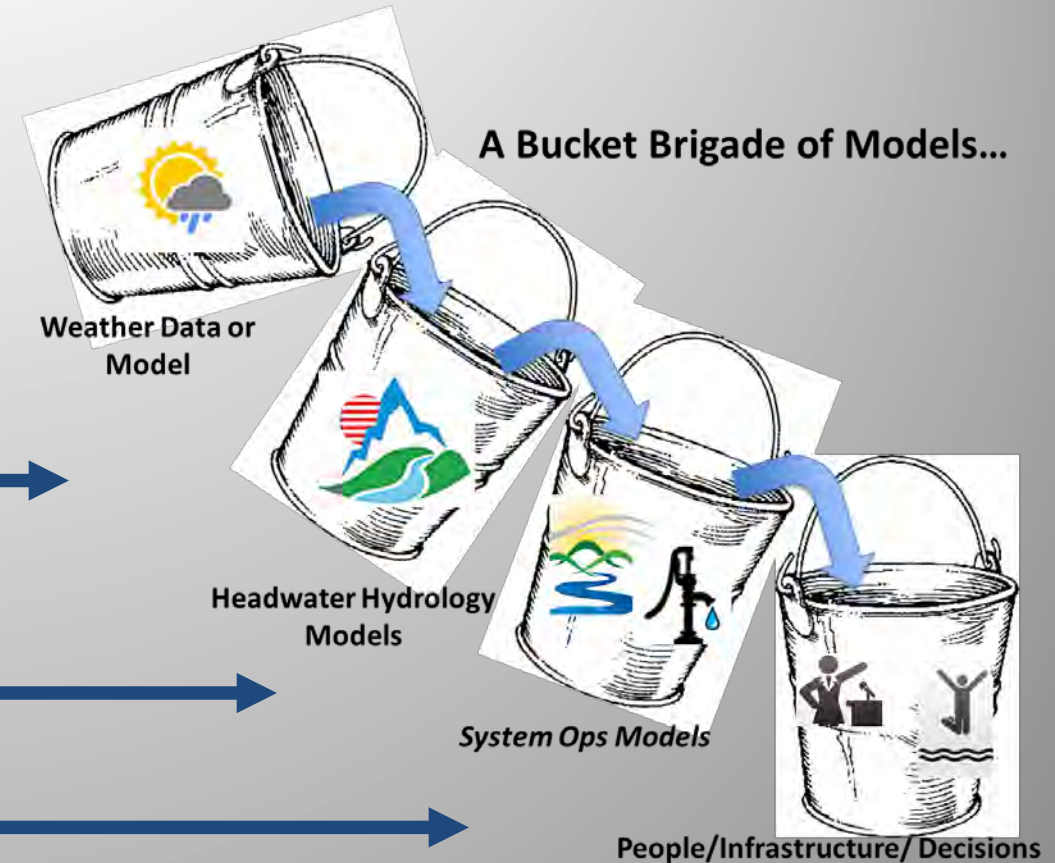 A Bucket Brigade of Models...
Weather Data or
Model
Headwater Hydrology
Models
System Ops Models
People/Infrastructure/ Decisions